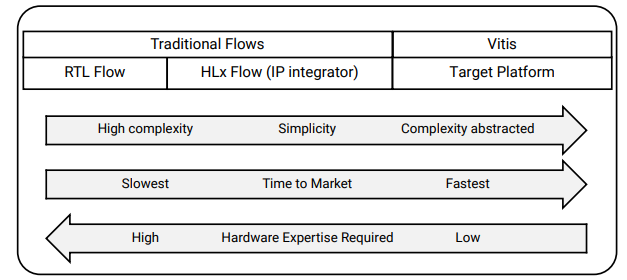 Traditional Flows Vitis
RTL Flow HLx Flow (IP integrator) Target Platform
High complexity Simplicity Complexity abstracted
Slowest Time to Market Fastest
High Hardware Expertise Required Low